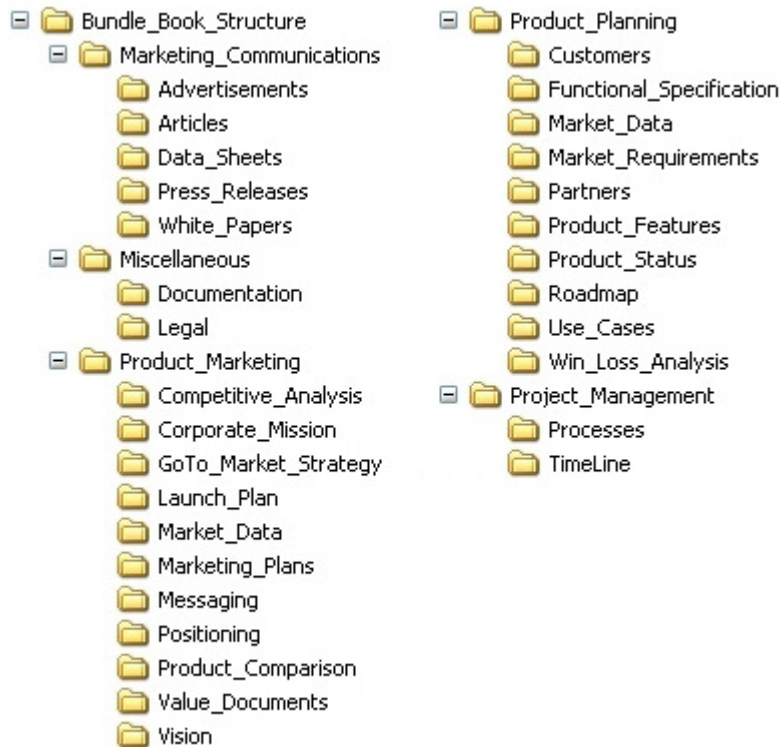 Bundle_Book_Structure
Marketing_Communications
Advertisements
Articles
Data_Sheets
Press_Releases
White_Papers
Miscellaneous
Documentation
Legal
Product_Marketing
Competitive_Analysis
Corporate_Mission
GoTo_Market_Strategy
Launch_Plan
Market_Data
Marketing_Plans
Messaging
Positioning
Product_Comparison
Value_Documents
Vision
Product_Planning
Customers
Functional_Specification
Market_Data
Market_Requirements
Partners
Product_Features
Product_Status
Roadmap
Use_Cases
Win_Loss_Analysis
Project_Management
Processes
TimeLine